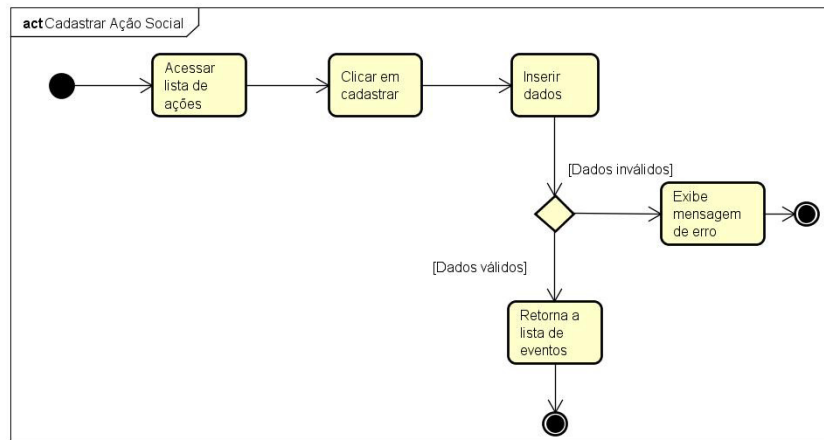 act Cadastrar Ação Social
Acessar
lista de
ações
Clicar em
cadastrar
Inserir
dados
[Dados inválidos]
Exibe
mensagem
de erro
[Dados válidos]
Retorna a
lista de
eventos